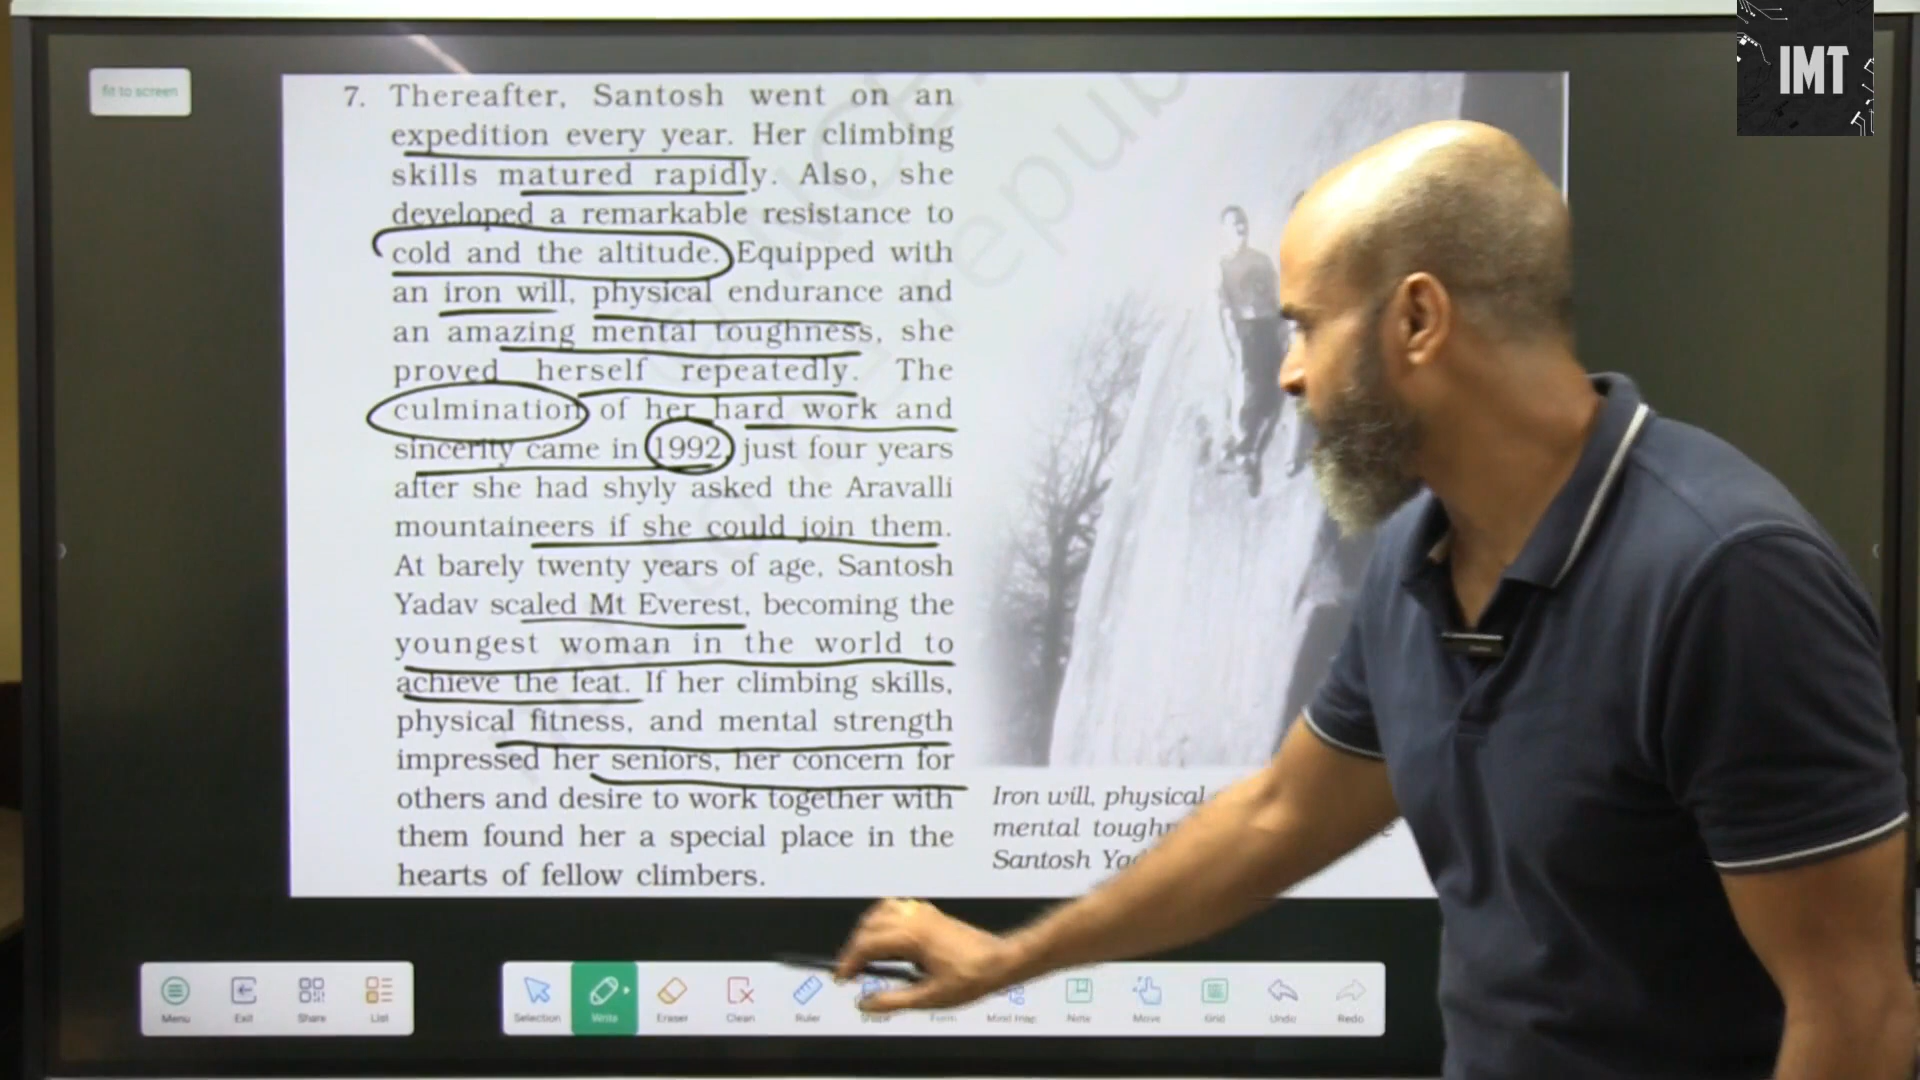 IMT
fit to screen
7. Thereafter, Santosh went on an
expedition every year. Her climbing
skills matured rapidly. Also, she
developed a remarkable resistance to
cold and the altitude. Equipped with
an iron will, physical endurance and
an amazing mental toughness, she
proved herself repeatedly. The
culmination of her hard work and
sincerity came in 1992, just four years
after she had shyly asked the Aravalli
mountaineers if she could join them.
At barely twenty years of age, Santosh
Yadav scaled Mt Everest, becoming the
youngest woman in the world to
achieve the feat. If her climbing skills,
physical fitness, and mental strength
impressed her seniors, her concern for
others and desire to work together with
them found her a special place in the
hearts of fellow climbers.
Iron will, physical
mental
Santosh
Menu Exit Share List
Selection Write Eraser Clean Ruler Shape Form Mind map Note Move Grid Undo Redo